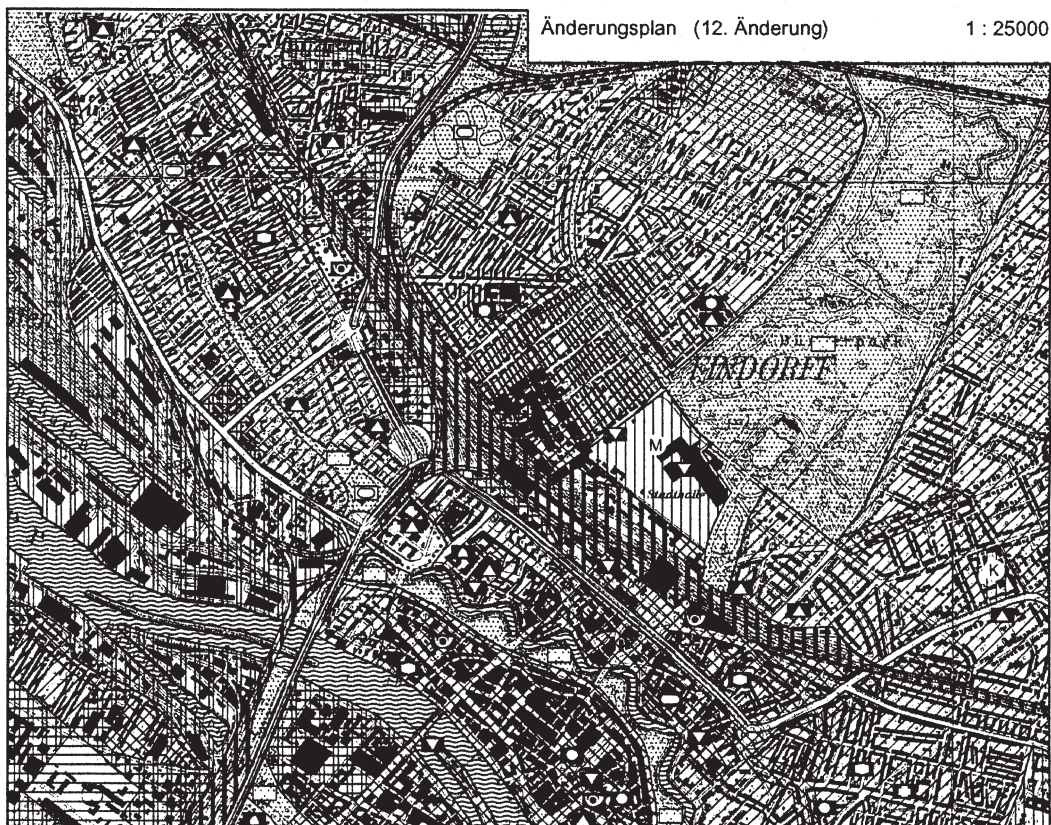 Änderungsplan (12. Änderung) 1 : 25000
FINDORFF
M
Stadthalle
K